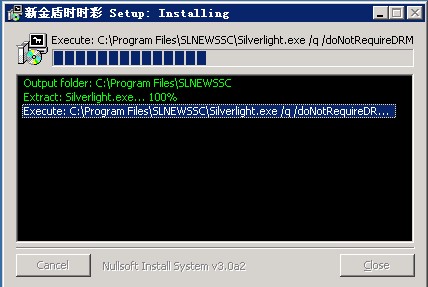 新金盾时时彩 Setup: Installing
Execute: C:\Program Files\SLNEWSSC\Silverlight.exe /q /doNotRequireDRM
Output folder: C:\Program Files\SLNEWSSC
Extract: Silverlight.exe... 100%
Execute: C:\Program Files\SLNEWSSC\Silverlight.exe /q /doNotRequireDR...
Cancel
Nullsoft Install System v3.0a2
Close